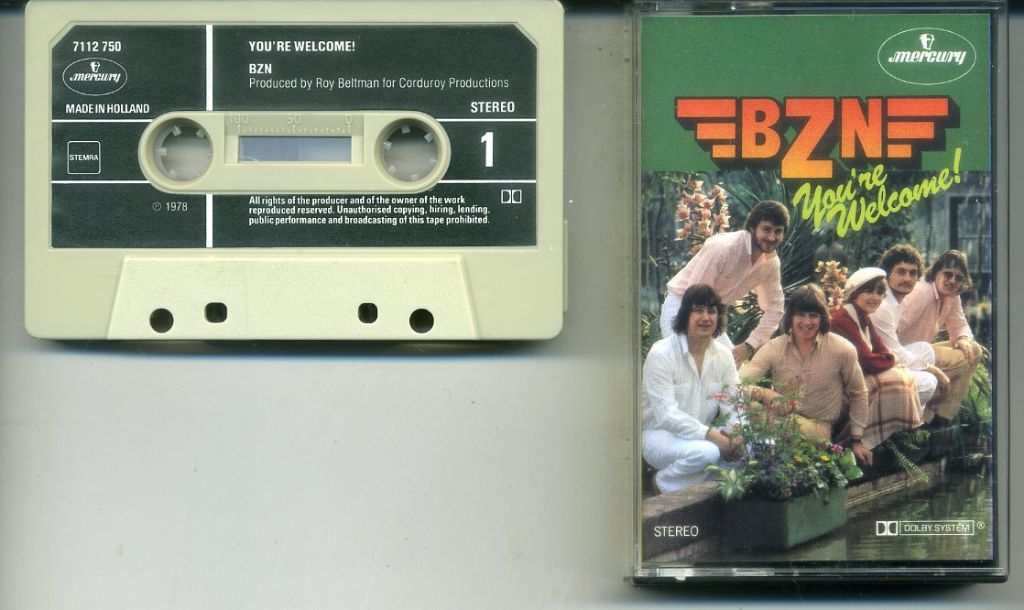 7112 750
mercury
MADE IN HOLLAND
STEMRA
℗ 1978
YOU'RE WELCOME!
BZN
Produced by Roy Beltman for Corduroy Productions
STEREO
100 50 0
1
All rights of the producer and of the owner of the work
reproduced reserved. Unauthorised copying, hiring, lending,
public performance and broadcasting of this tape prohibited.
mercury
BZN
You're
Welcome!
STEREO
DOLBY SYSTEM ®